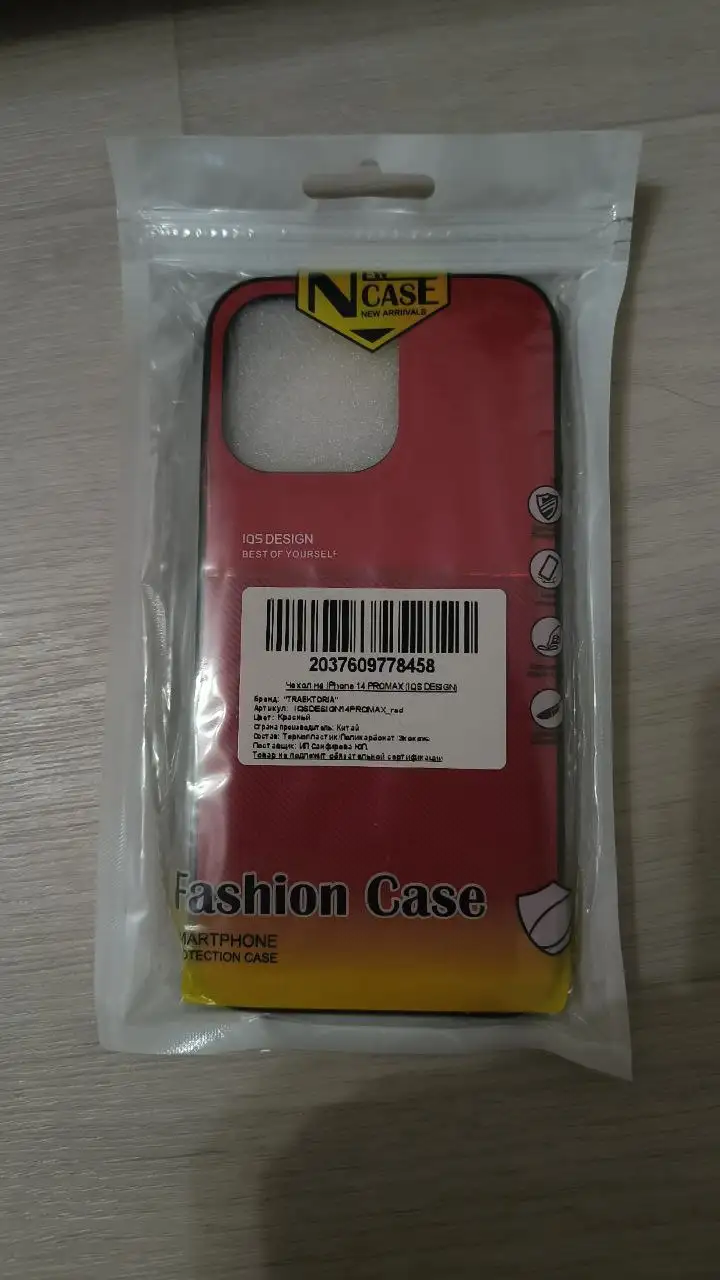 NEW
CASE
NEW ARRIIVALS
IQS DESIGN
BEST OF YOURSELF
2037609778458
Чехол на iPhone 14 PROMAX (IQS DESIGN)
Бренд: "TRAEKTORIA"
Артикул: IQSDESIGN14PROMAX_red
Цвет: Красный
Страна производитель: Китай
Состав: Термопластик Поликарбонат Экокожа
Поставщик: ИП Санфирова Ю.П.
Товар не подлежит обязательной сертификации
Fashion Case
MARTPHONE
OTECTION CASE